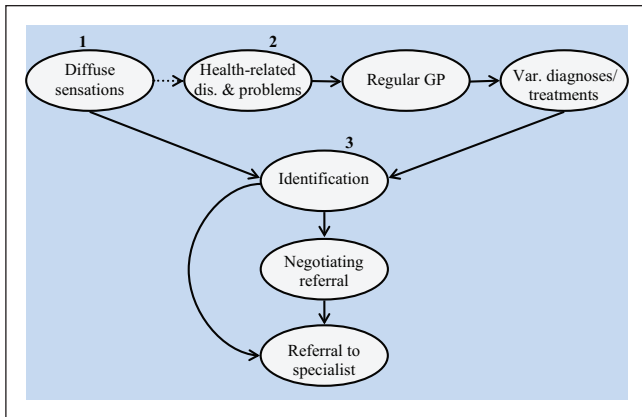 1
Diffuse
sensations
2
Health-related
dis. & problems
Regular GP
Var. diagnoses/
treatments
3
Identification
Negotiating
referral
Referral to
specialist